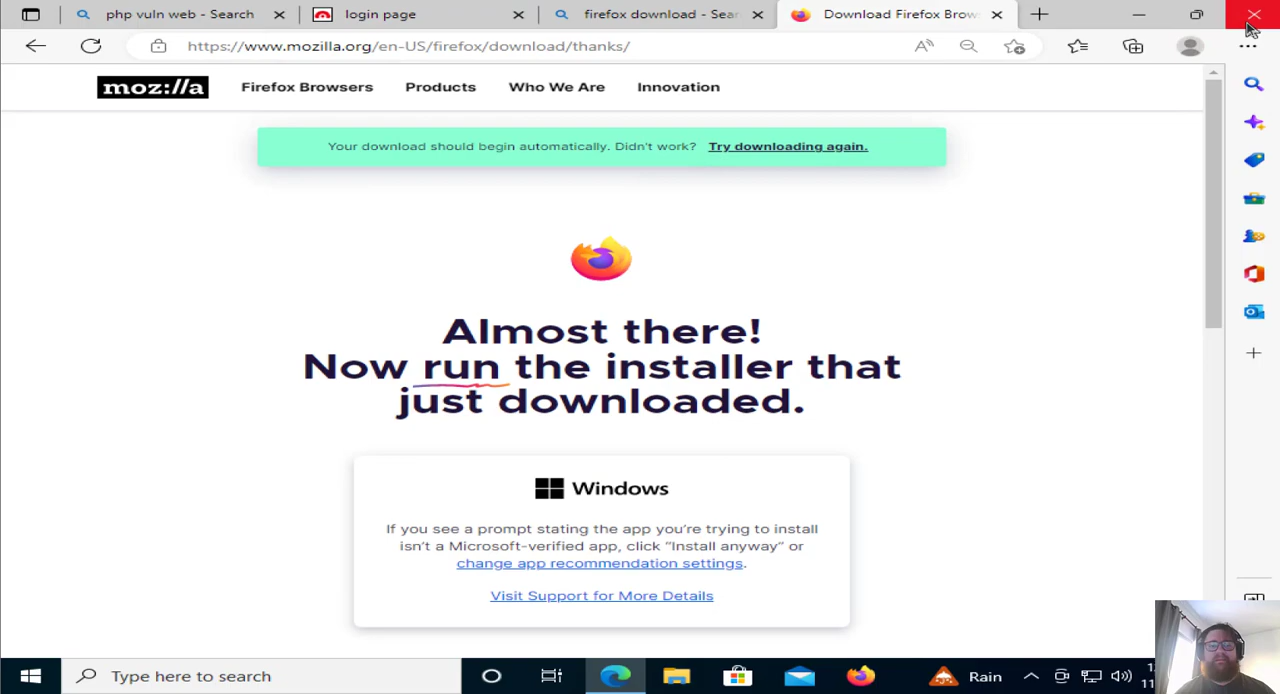 php vuln web - Search
login page
firefox download - Sear
Download Firefox Brow
https://www.mozilla.org/en-US/firefox/download/thanks/
moz://a
Firefox Browsers
Products
Who We Are
Innovation
Your download should begin automatically. Didn't work? Try downloading again.
Almost there!
Now run the installer that
just downloaded.
Windows
If you see a prompt stating the app you're trying to install
isn't a Microsoft-verified app, click "Install anyway" or
change app recommendation settings.
Visit Support for More Details
Type here to search
Rain